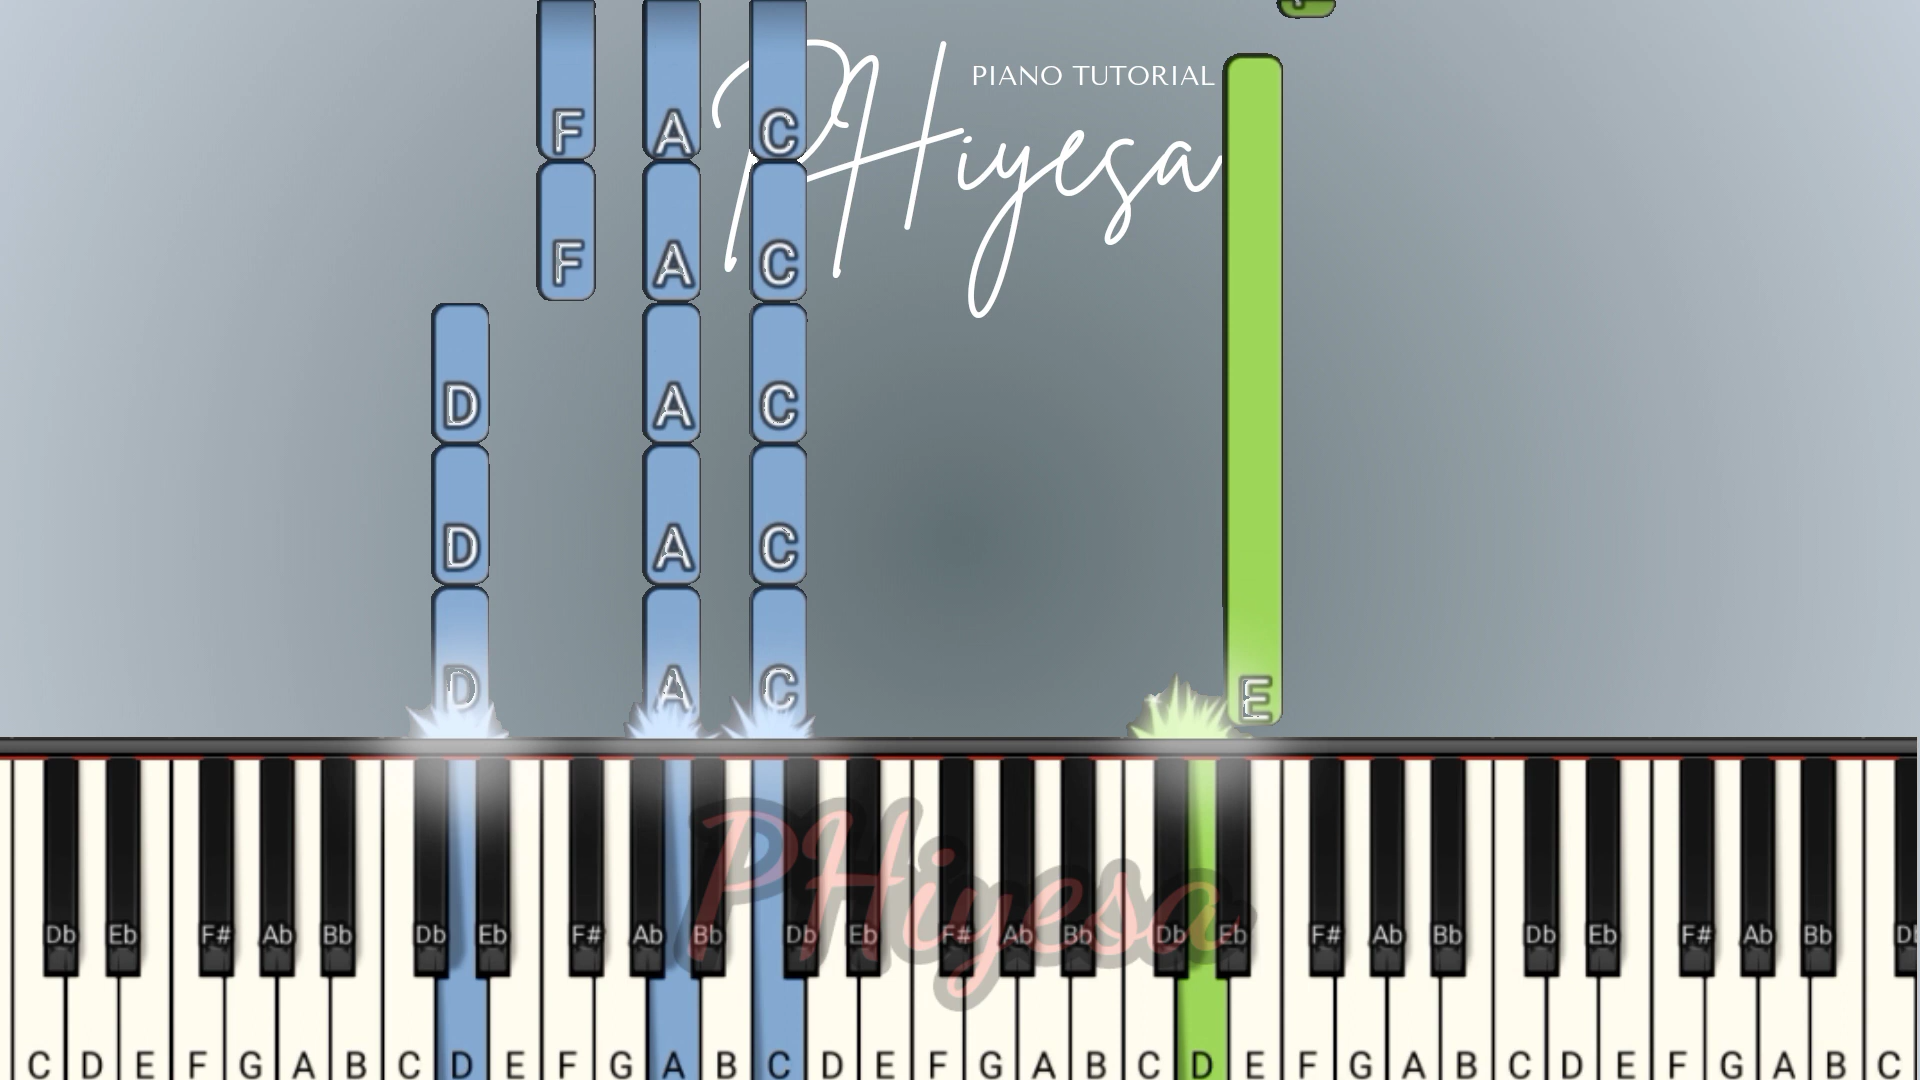 F A C
PIANO TUTORIAL
PHiyesa
F A C
D A C
D A C
D A C E
PHiyesa
Db Eb F# Ab Bb Db Eb F# Ab Bb Db Eb F# Ab Bb Db Eb F# Ab Bb Db Eb F# Ab Bb
C D E F G A B C D E F G A B C D E F G A B C D E F G A B C D E F G A B C